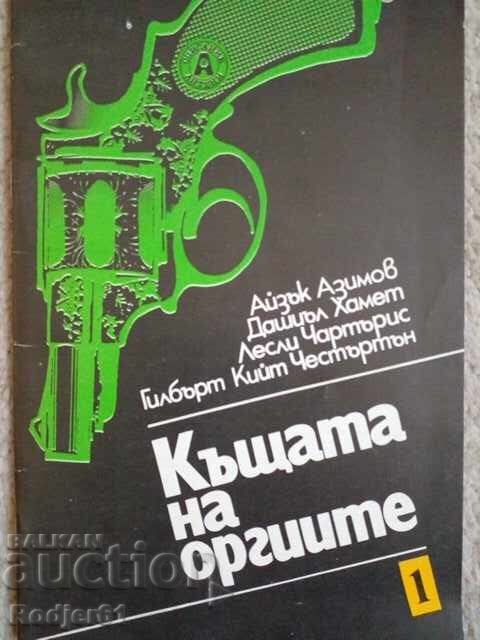 А
Айзък Азимов
Дашиъл Хамет
Лесли Чартърис
Гилбърт Кийт Честъртън
Къщата
на
оргиите
1
BALKAN
auction
Rodjer61